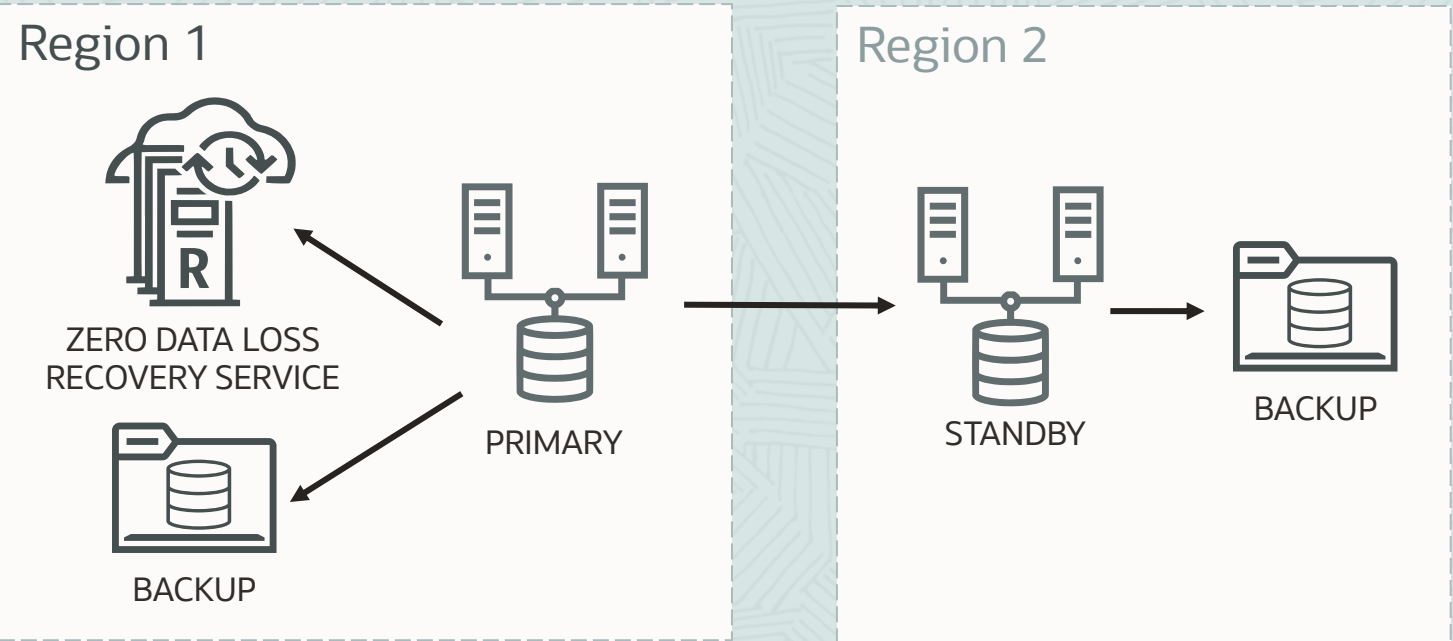 Region 1
ZERO DATA LOSS
RECOVERY SERVICE
R
PRIMARY
BACKUP
Region 2
STANDBY
BACKUP